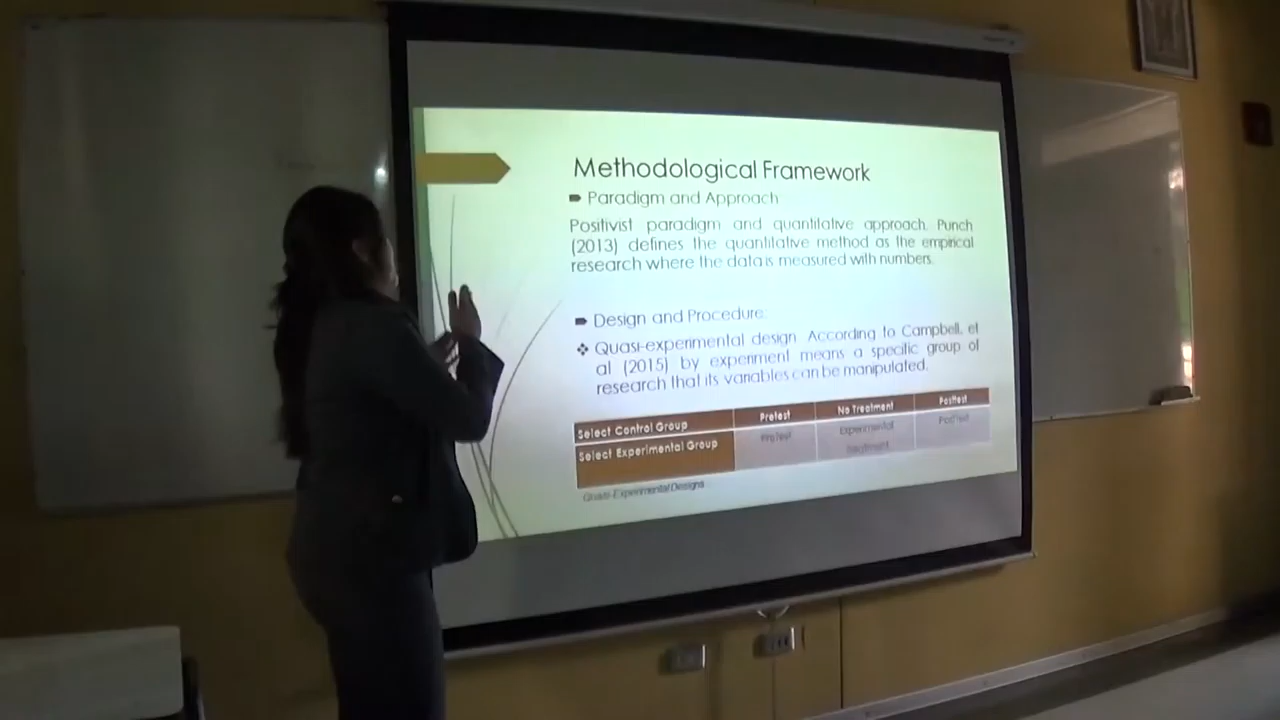 Methodological Framework
Paradigm and Approach
Positivist paradigm and quantitative approach. Punch
(2013) defines the quantitative method as the empirical
research where the data is measured with numbers.
Design and Procedure
Quasi-experimental design. According to Campbell, et
al (2015) by experiment means a specific group of
research that its variables can be manipulated.
Select Control Group Pretest No Treatment Posttest
Select Experimental Group Pretest Experimental Treatment Posttest
Quasi-Experimental Designs